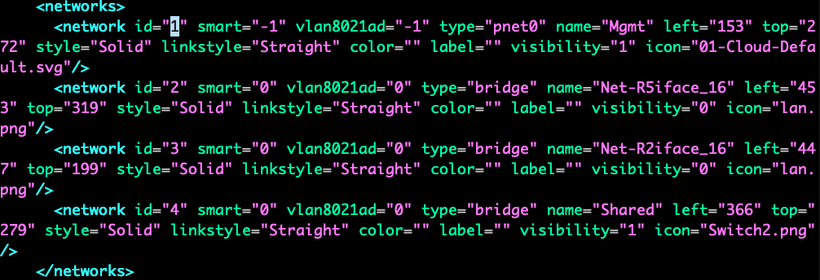 <networks>
<network id="1" smart="-1" vlan8021ad="-1" type="pnet0" name="Mgmt" left="153" top="2
72" style="Solid" linkstyle="Straight" color="" label="" visibility="1" icon="01-Cloud-Defa
ult.svg"/>
<network id="2" smart="0" vlan8021ad="0" type="bridge" name="Net-R5iface_16" left="45
3" top="319" style="Solid" linkstyle="Straight" color="" label="" visibility="0" icon="lan.
png"/>
<network id="3" smart="0" vlan8021ad="0" type="bridge" name="Net-R2iface_16" left="44
7" top="199" style="Solid" linkstyle="Straight" color="" label="" visibility="0" icon="lan.
png"/>
<network id="4" smart="0" vlan8021ad="0" type="bridge" name="Shared" left="366" top="
279" style="Solid" linkstyle="Straight" color="" label="" visibility="1" icon="Switch2.png"
/>
</networks>